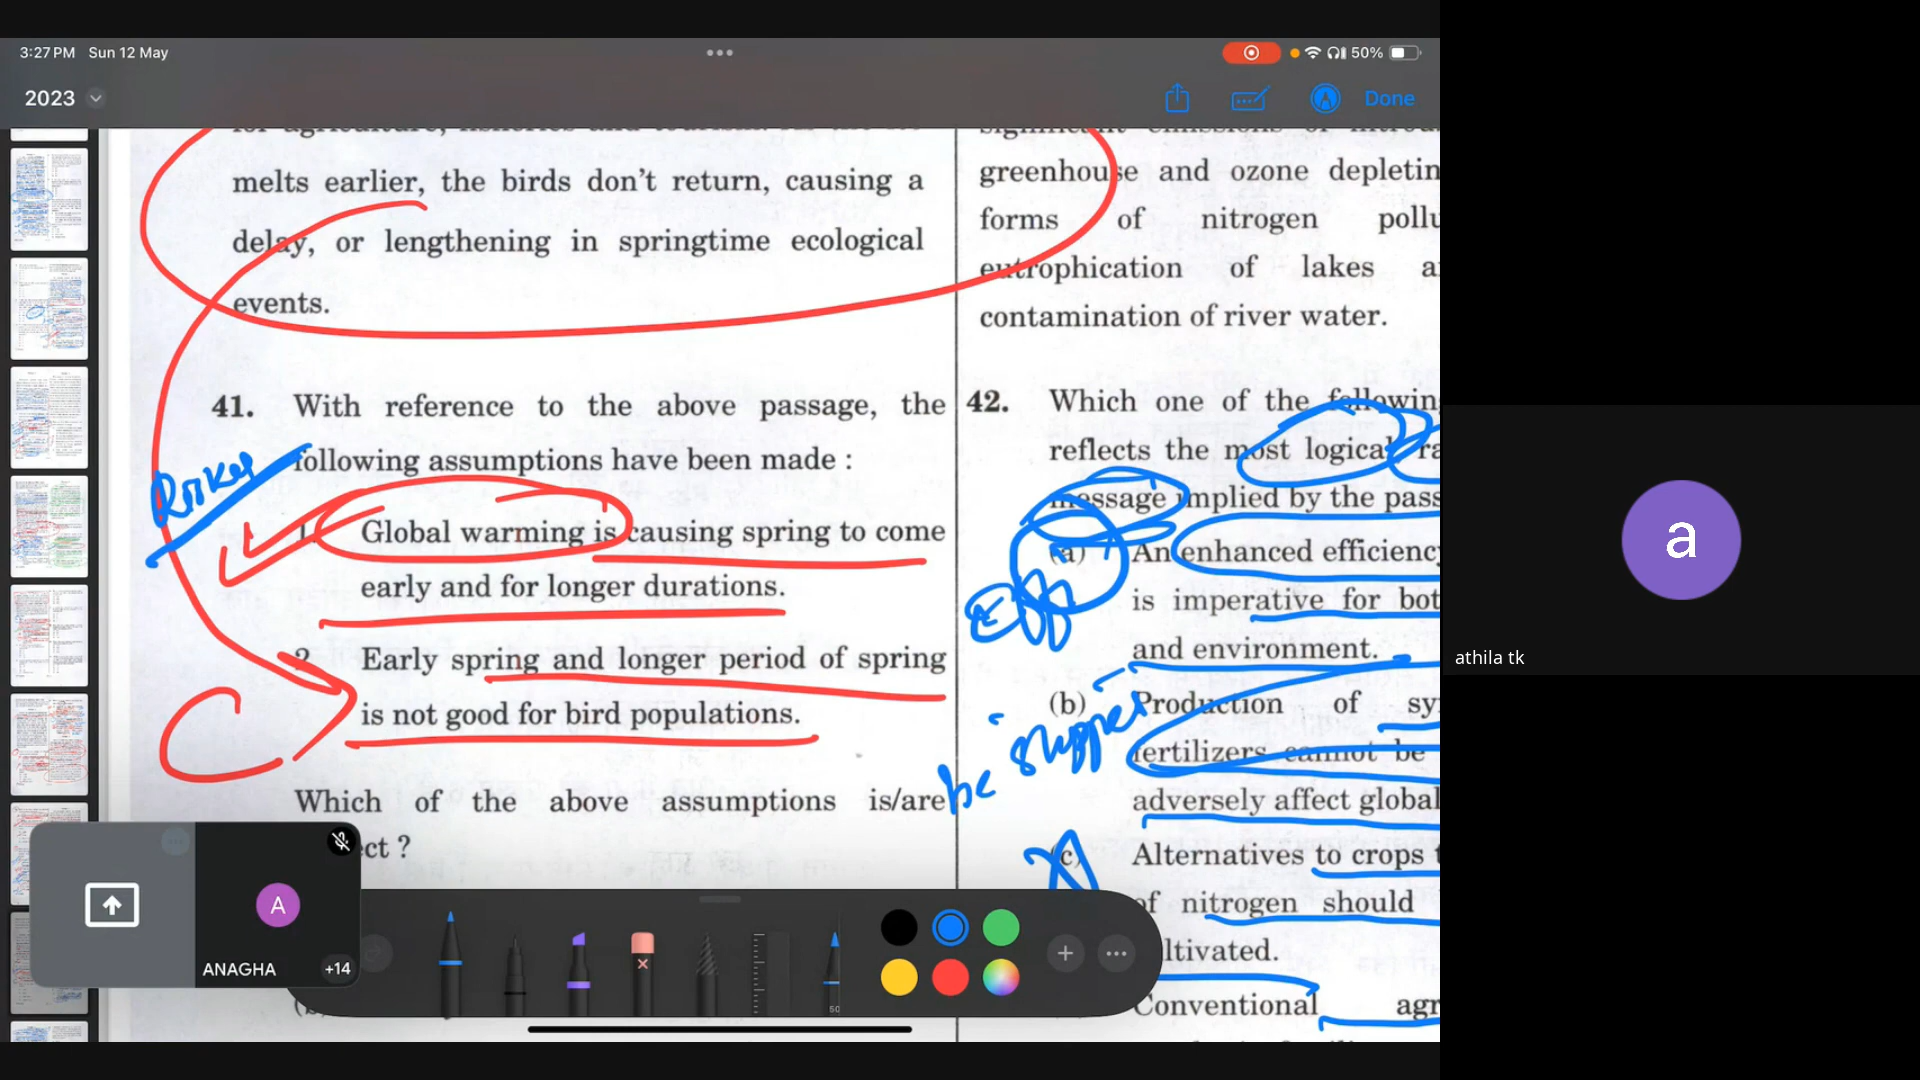 3:27 PM Sun 12 May
50%
2023
Done
melts earlier, the birds don't return, causing a
delay, or lengthening in springtime ecological
events.
41. With reference to the above passage, the
following assumptions have been made :
1. Global warming is causing spring to come
early and for longer durations.
2. Early spring and longer period of spring
is not good for bird populations.
Which of the above assumptions is/are
ect ?
greenhouse and ozone depletin
forms of nitrogen pollu
eutrophication of lakes a
contamination of river water.
42. Which one of the following
reflects the most logical, ra
message implied by the pass
(a) An enhanced efficiency
is imperative for bot
and environment.
(b) Production of sy
fertilizers cannot be
adversely affect global
(c) Alternatives to crops t
of nitrogen should
ltivated.
Conventional agr
be
Eff
ANAGHA
+14
A
50
a
athila tk